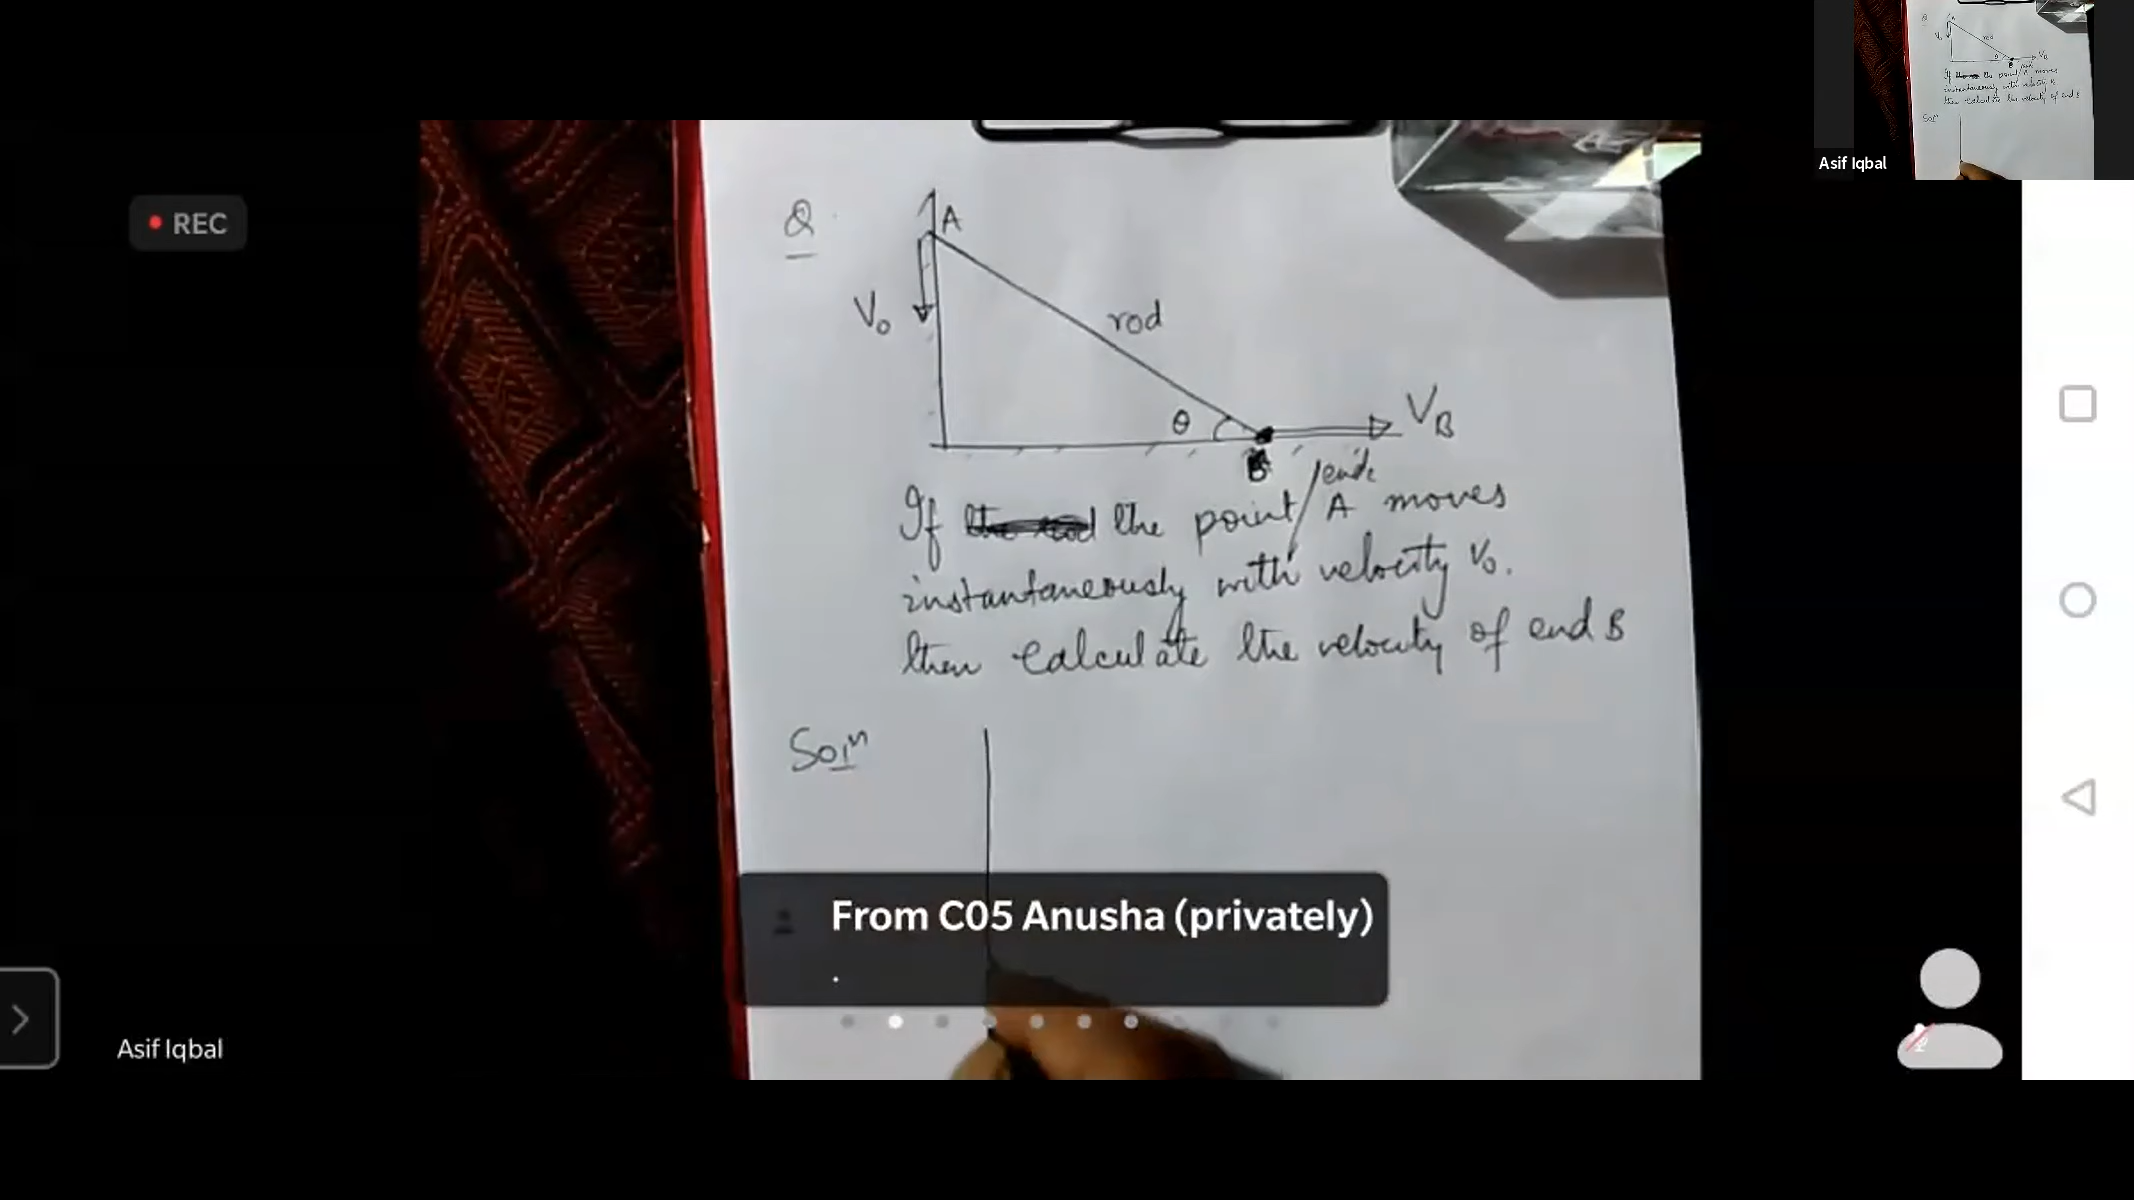 REC
Q
A
V₀
rod
θ
V_B
B
/end
If the point / A moves
instantaneously with velocity V₀.
then calculate the velocity of end B
Solⁿ
From C05 Anusha (privately)
.
Asif Iqbal
Asif Iqbal